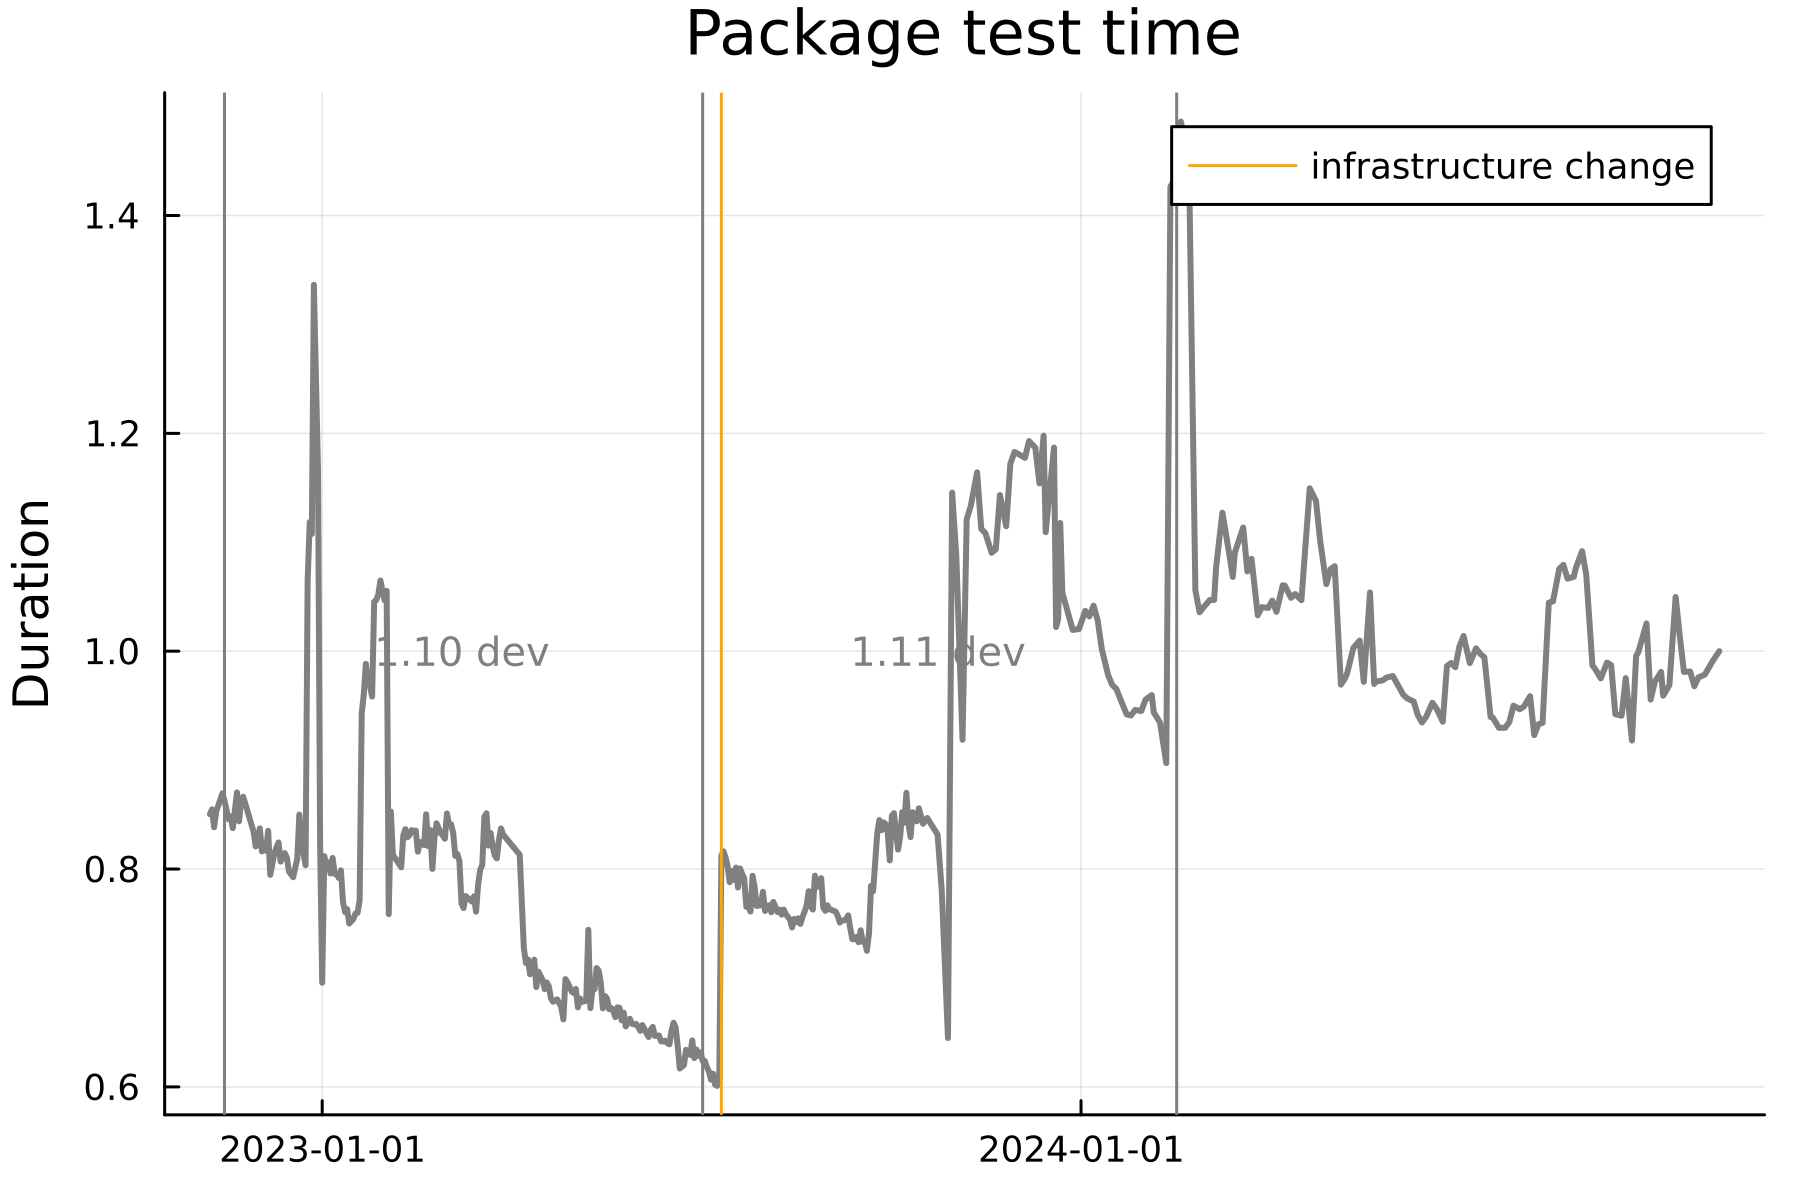 Package test time
infrastructure change
Duration
1.4
1.2
1.0
0.8
0.6
1.10 dev
1.11 dev
2023-01-01
2024-01-01